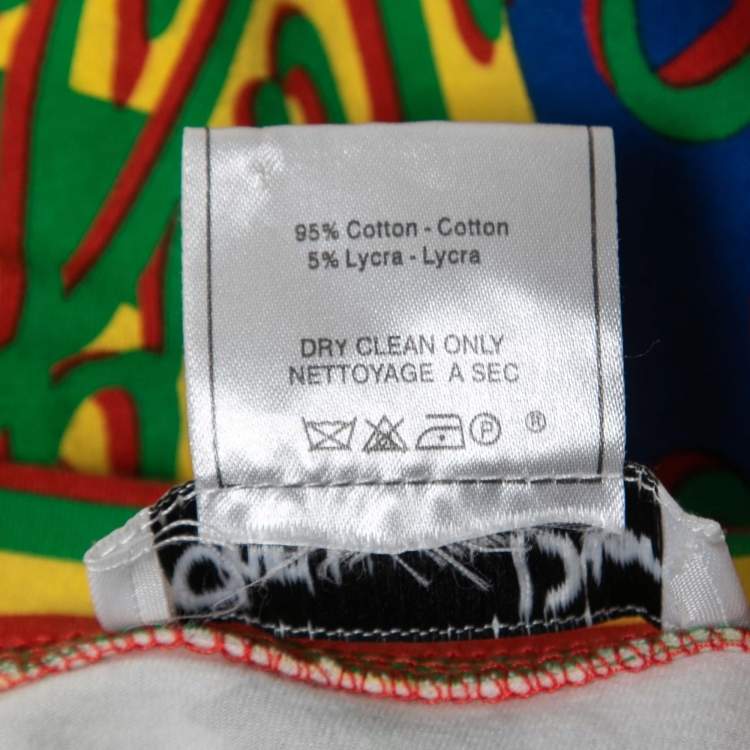 95% Cotton - Cotton
5% Lycra - Lycra
DRY CLEAN ONLY
NETTOYAGE A SEC
P ®